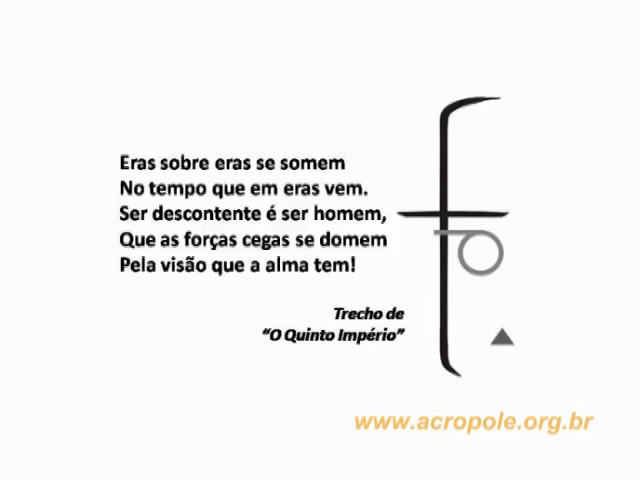 Eras sobre eras se somem
No tempo que em eras vem.
Ser descontente é ser homem,
Que as forças cegas se domem
Pela visão que a alma tem!
Trecho de
“O Quinto Império”
www.acropole.org.br